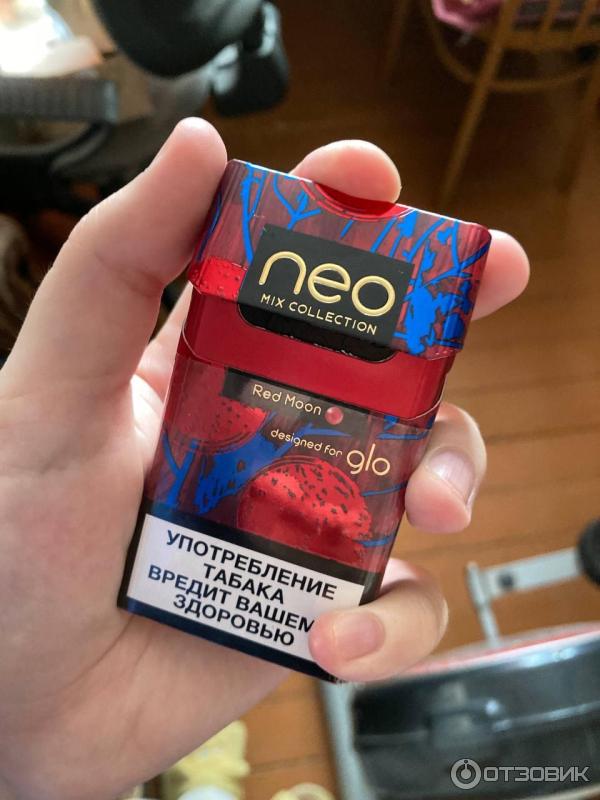 neo
MIX COLLECTION
Red Moon
designed for glo
УПОТРЕБЛЕНИЕ
ТАБАКА
ВРЕДИТ ВАШЕМ
ЗДОРОВЬЮ
ОТЗОВИК